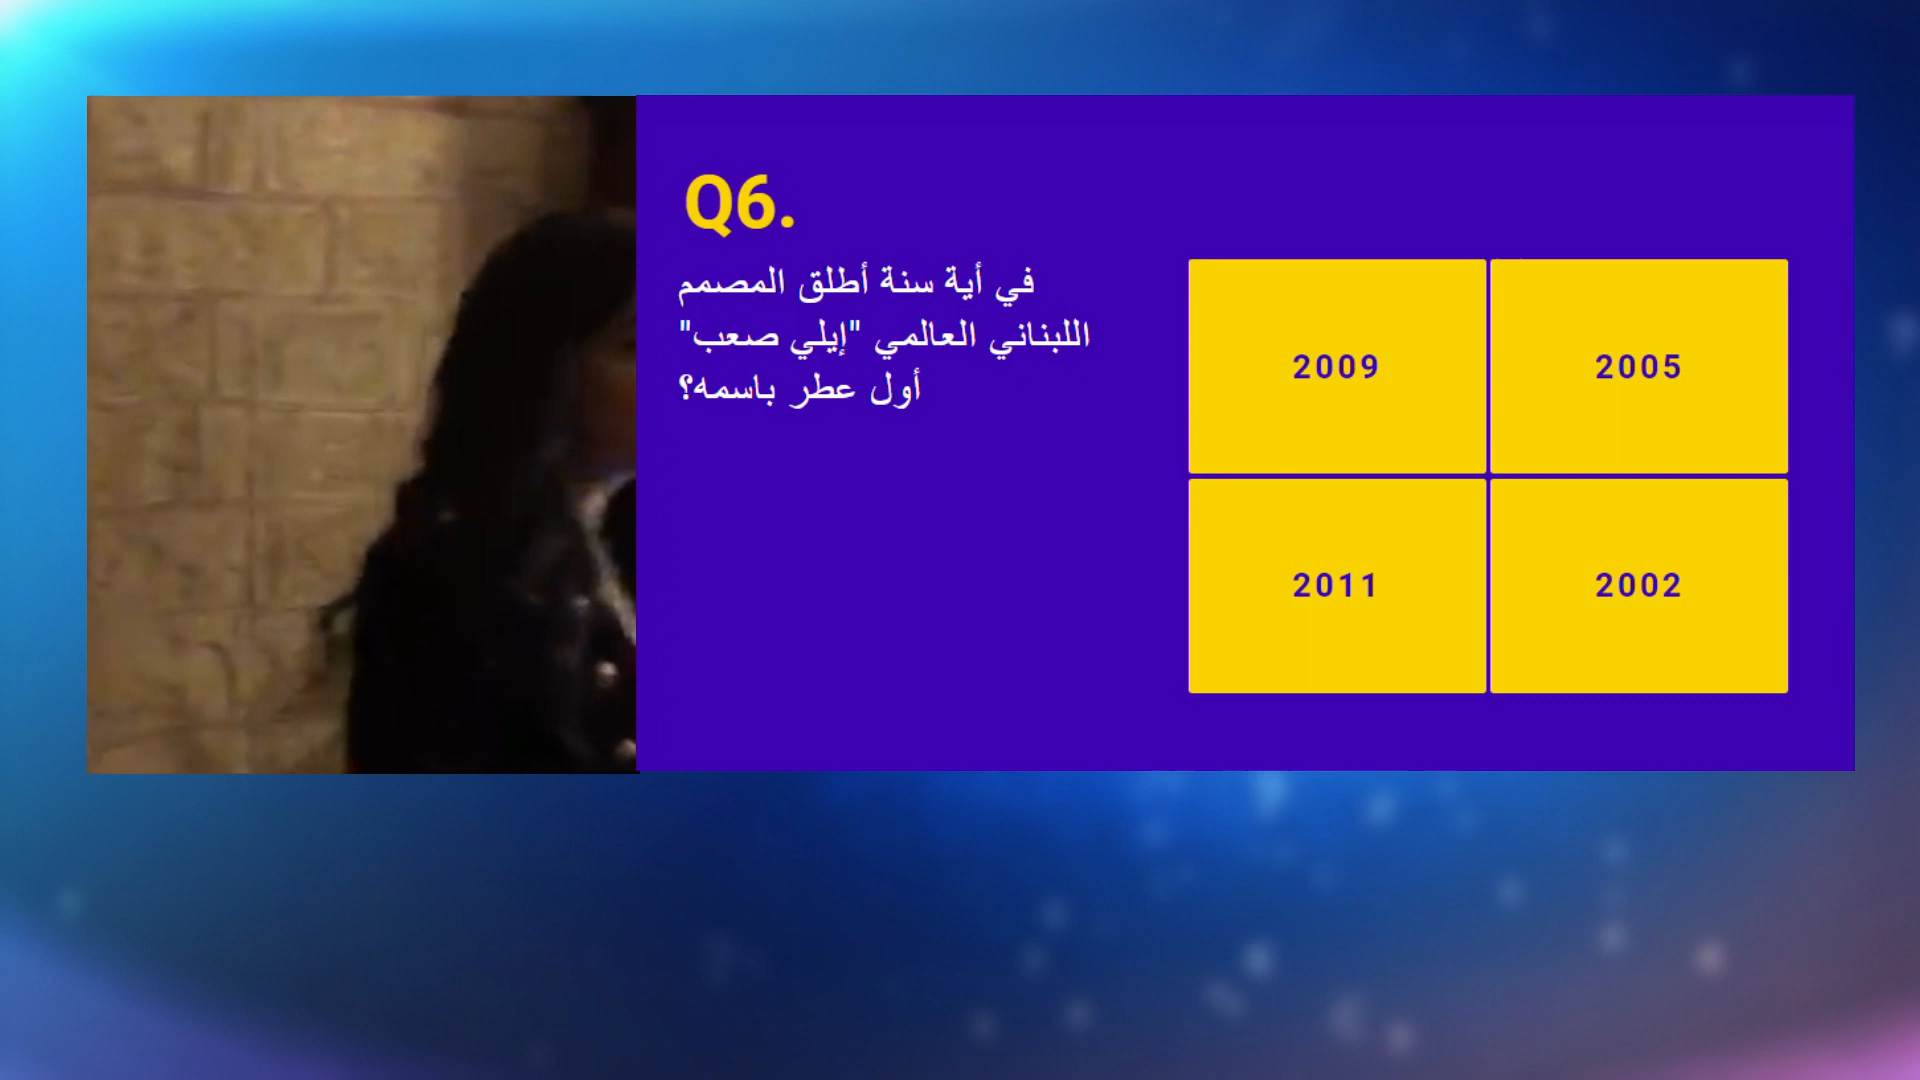 Q6.
في أية سنة أطلق المصمم
اللبناني العالمي "إيلي صعب"
أول عطر باسمه؟
2009
2005
2011
2002